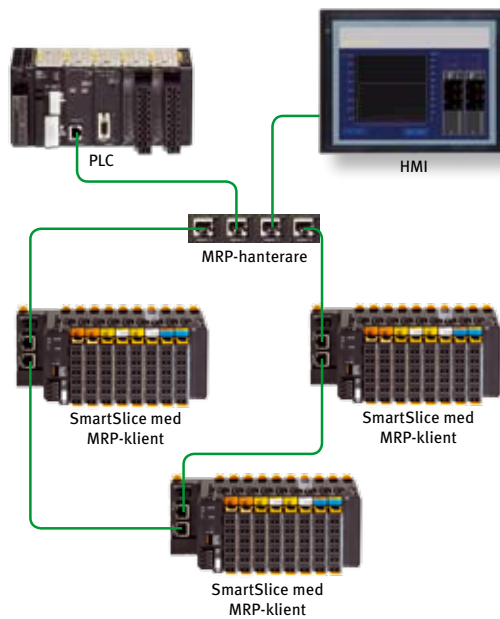 PLC
HMI
MRP-hanterare
SmartSlice med
MRP-klient
SmartSlice med
MRP-klient
SmartSlice med
MRP-klient